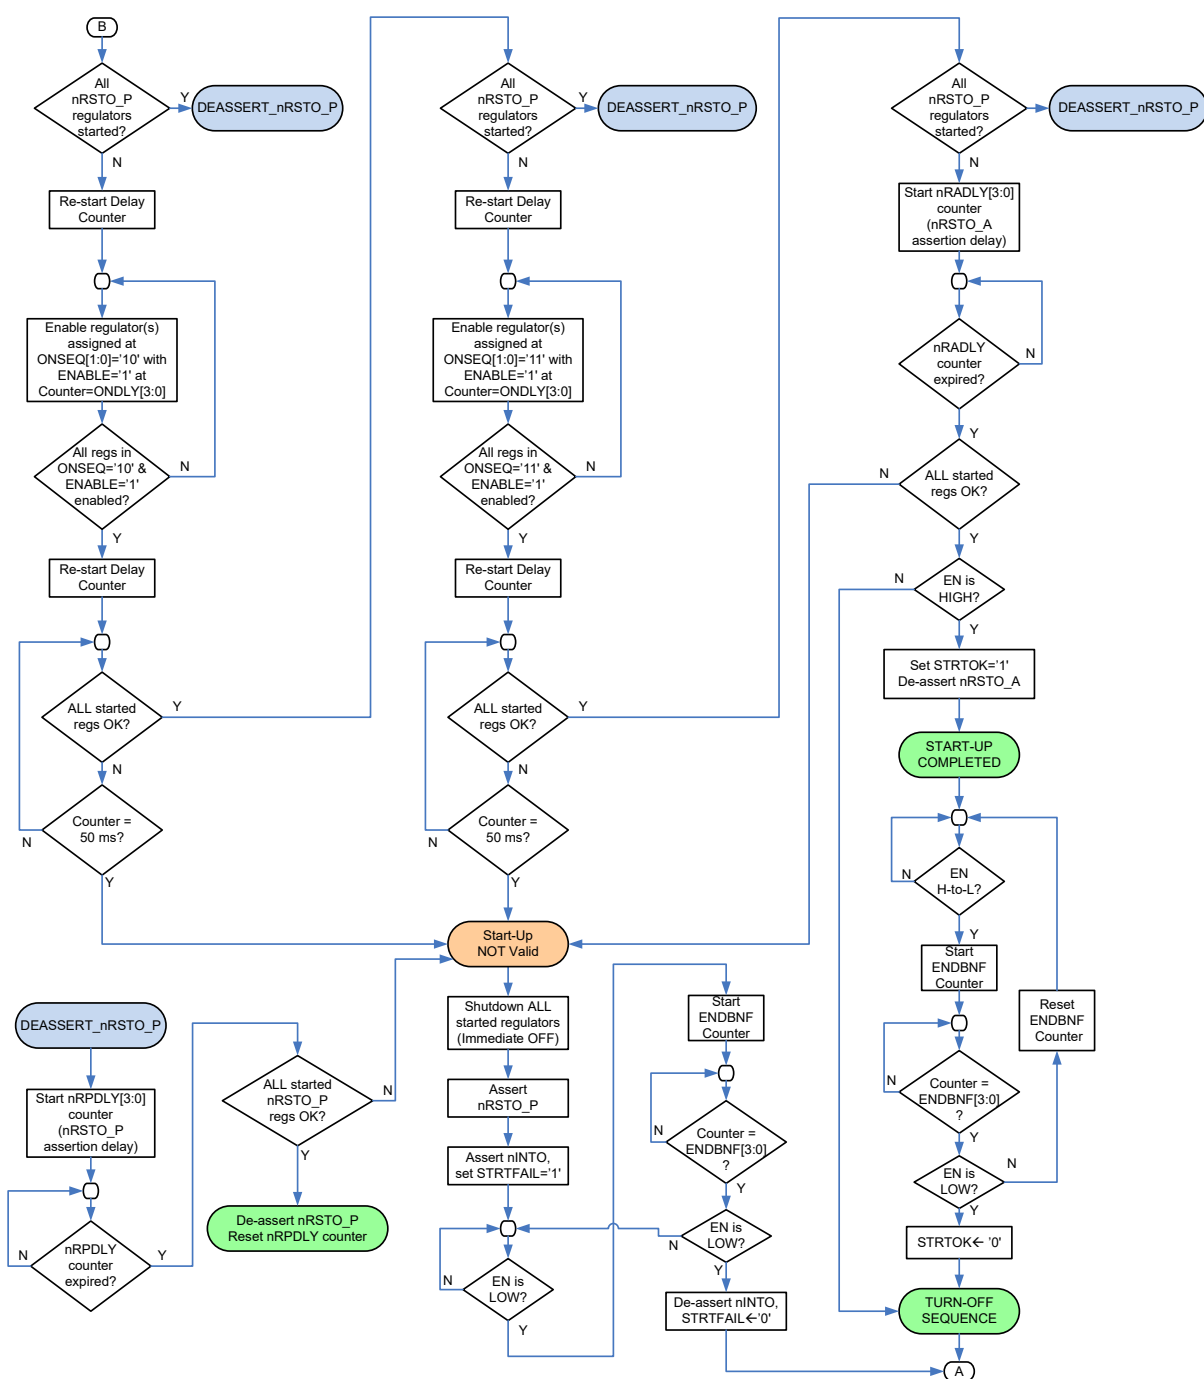 B
All
nRSTO_P
regulators
started?
Y
DEASSERT_nRSTO_P
N
Re-start Delay
Counter
Enable regulator(s)
assigned at
ONSEQ[1:0]='10' with
ENABLE='1' at
Counter=ONDLY[3:0]
All regs in
ONSEQ='10' &
ENABLE='1'
enabled?
N
Y
Re-start Delay
Counter
ALL started
regs OK?
Y
N
Counter =
50 ms?
N
Y
All
nRSTO_P
regulators
started?
Y
DEASSERT_nRSTO_P
N
Re-start Delay
Counter
Enable regulator(s)
assigned at
ONSEQ[1:0]='11' with
ENABLE='1' at
Counter=ONDLY[3:0]
All regs in
ONSEQ='11' &
ENABLE='1'
enabled?
N
Y
Re-start Delay
Counter
ALL started
regs OK?
Y
N
Counter =
50 ms?
N
Y
All
nRSTO_P
regulators
started?
Y
DEASSERT_nRSTO_P
N
Start nRADLY[3:0]
counter
(nRSTO_A
assertion delay)
nRADLY
counter
expired?
N
Y
ALL started
regs OK?
N
Y
EN is
HIGH?
N
Y
Set STRTOK='1'
De-assert nRSTO_A
START-UP
COMPLETED
EN
H-to-L?
N
Y
Start
ENDBNF
Counter
Reset
ENDBNF
Counter
Counter =
ENDBNF[3:0]
?
N
Y
EN is
LOW?
N
Y
STRTOK← '0'
TURN-OFF
SEQUENCE
A
Start-Up
NOT Valid
Shutdown ALL
started regulators
(Immediate OFF)
Assert
nRSTO_P
Assert nINTO,
set STRTFAIL='1'
EN is
LOW?
N
Y
Start
ENDBNF
Counter
Counter =
ENDBNF[3:0]
?
N
Y
EN is
LOW?
N
Y
De-assert nINTO,
STRTFAIL←'0'
DEASSERT_nRSTO_P
Start nRPDLY[3:0]
counter
(nRSTO_P
assertion delay)
nRPDLY
counter
expired?
N
Y
ALL started
nRSTO_P
regs OK?
N
Y
De-assert nRSTO_P
Reset nRPDLY counter